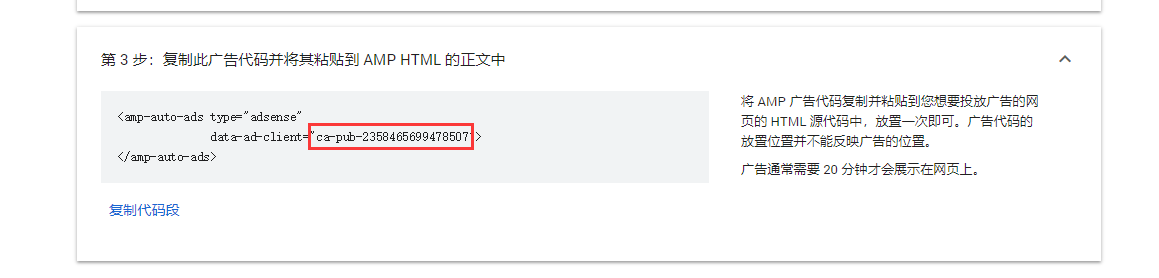 第 3 步：复制此广告代码并将其粘贴到 AMP HTML 的正文中
<amp-auto-ads type="adsense"
data-ad-client="ca-pub-2358465699478507">
</amp-auto-ads>
复制代码段
将 AMP 广告代码复制并粘贴到您想要投放广告的网
页的 HTML 源代码中，放置一次即可。广告代码的
放置位置并不能反映广告的位置。
广告通常需要 20 分钟才会展示在网页上。